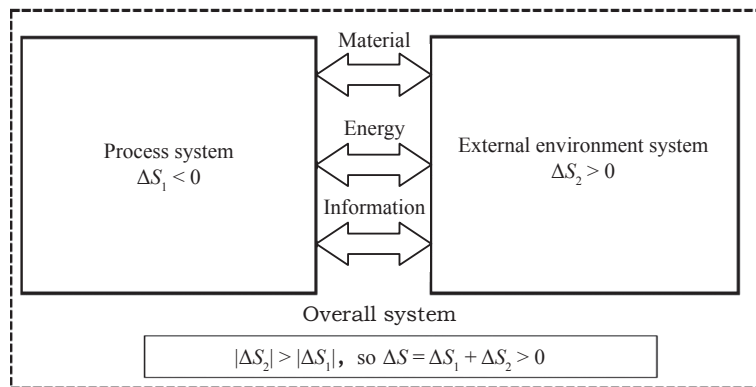 Material
Energy
Process system
ΔS₁ < 0
External environment system
ΔS₂ > 0
Information
Overall system
|ΔS₂| > |ΔS₁|, so ΔS = ΔS₁ + ΔS₂ > 0